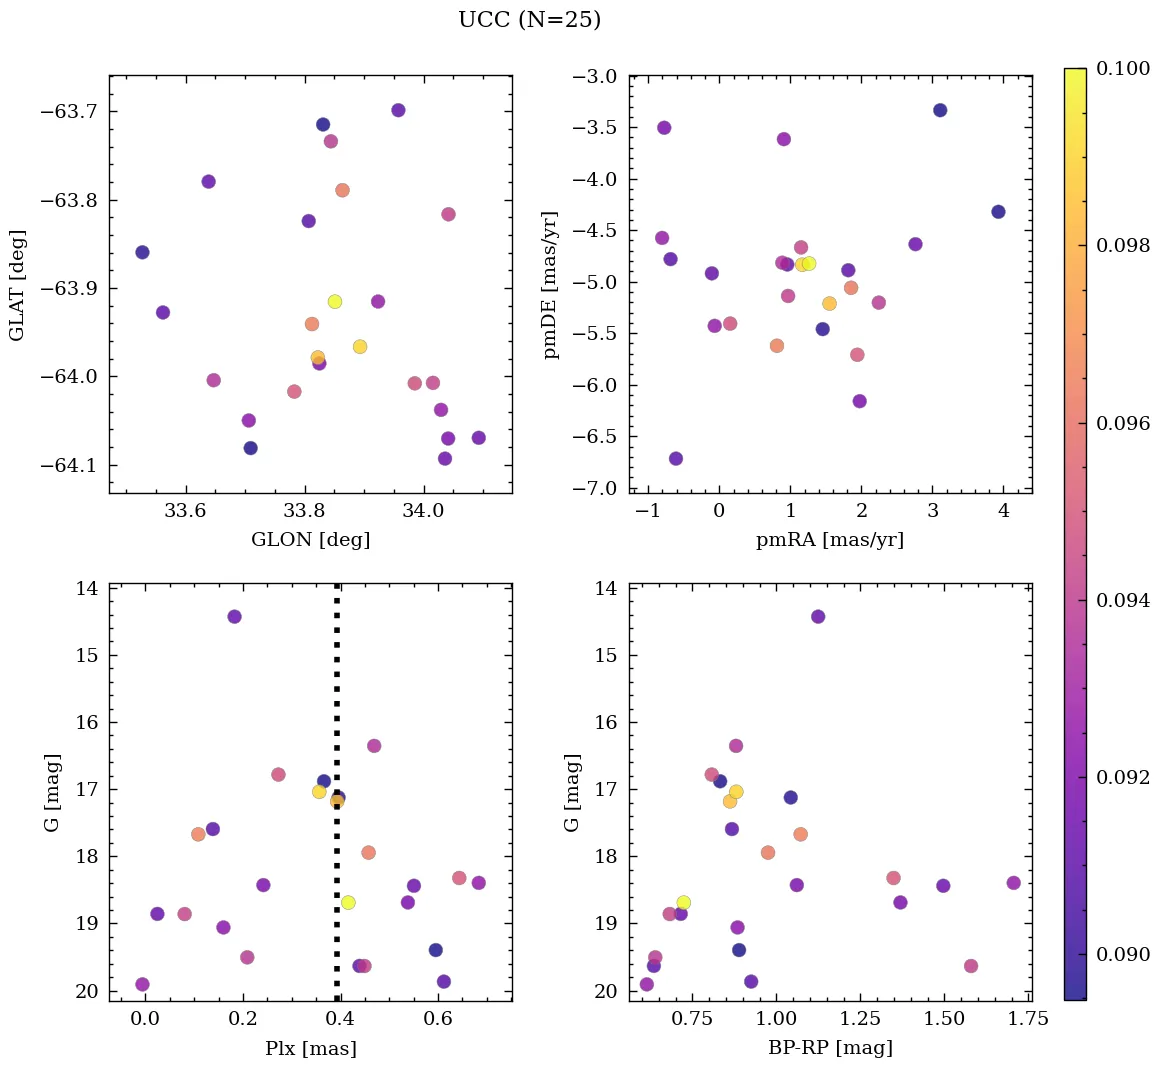 UCC (N=25)
−63.7
−63.8
−63.9
−64.0
−64.1
GLAT [deg]
33.6 33.8 34.0
GLON [deg]
−3.0
−3.5
−4.0
−4.5
−5.0
−5.5
−6.0
−6.5
−7.0
pmDE [mas/yr]
−1 0 1 2 3 4
pmRA [mas/yr]
14
15
16
17
18
19
20
G [mag]
0.0 0.2 0.4 0.6
Plx [mas]
14
15
16
17
18
19
20
G [mag]
0.75 1.00 1.25 1.50 1.75
BP-RP [mag]
0.100
0.098
0.096
0.094
0.092
0.090